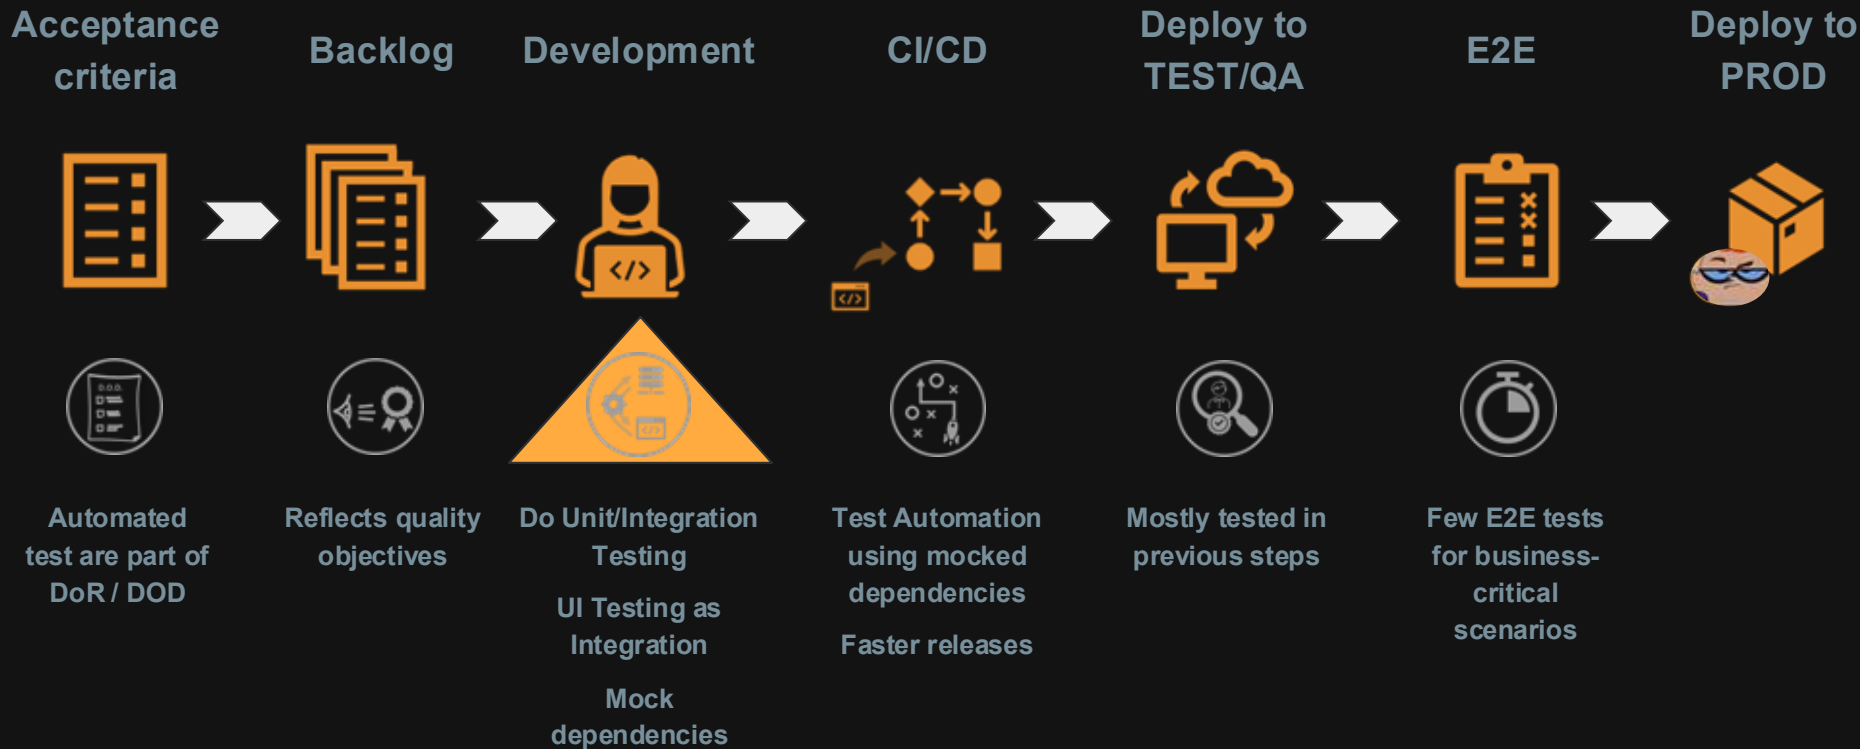 Acceptance
criteria
Backlog
Development
CI/CD
Deploy to
TEST/QA
E2E
Deploy to
PROD
</>
</>
D.O.D.
</>
Automated
test are part of
DoR / DOD
Reflects quality
objectives
Do Unit/Integration
Testing
UI Testing as
Integration
Mock
dependencies
Test Automation
using mocked
dependencies
Faster releases
Mostly tested in
previous steps
Few E2E tests
for business-
critical
scenarios